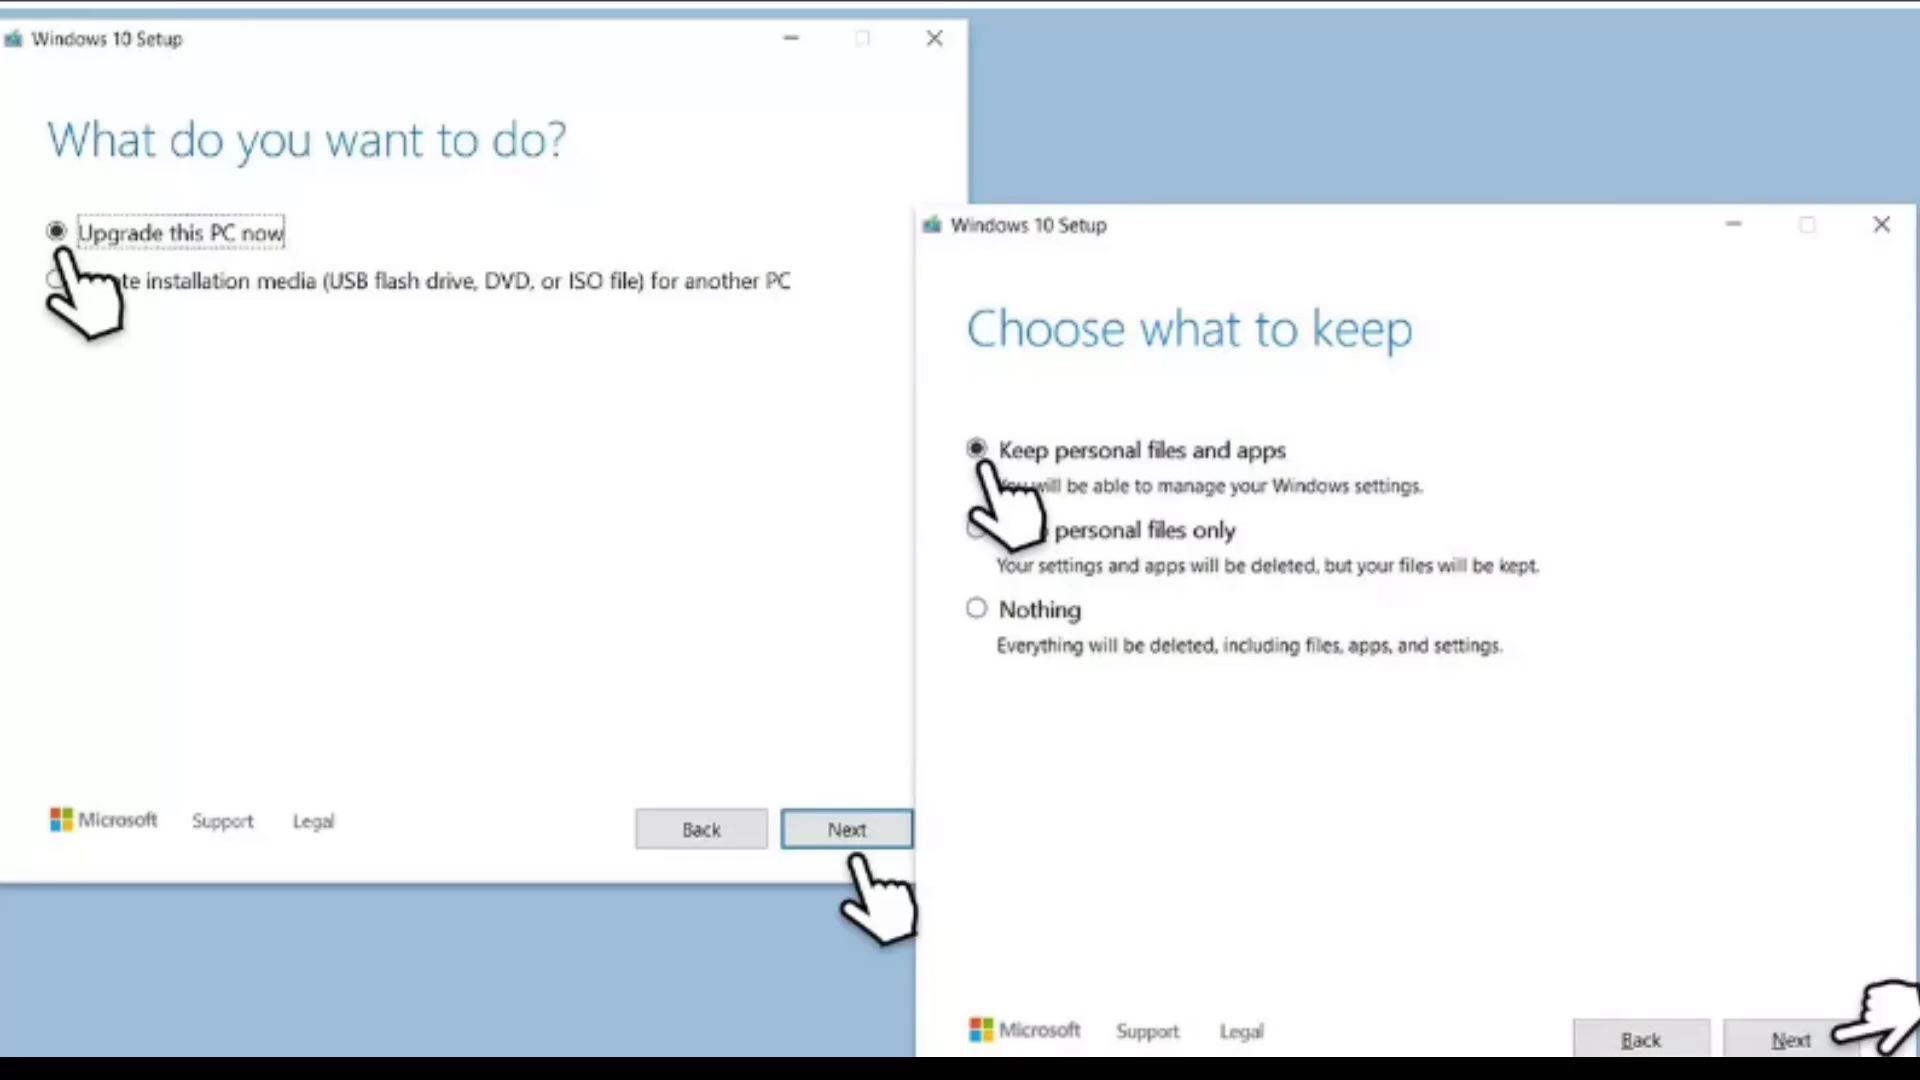 Windows 10 Setup
What do you want to do?
Upgrade this PC now
te installation media (USB flash drive, DVD, or ISO file) for another PC
Microsoft Support Legal
Back Next
Windows 10 Setup
Choose what to keep
Keep personal files and apps
You will be able to manage your Windows settings.
personal files only
Your settings and apps will be deleted, but your files will be kept.
Nothing
Everything will be deleted, including files, apps, and settings.
Microsoft Support Legal
Back Next